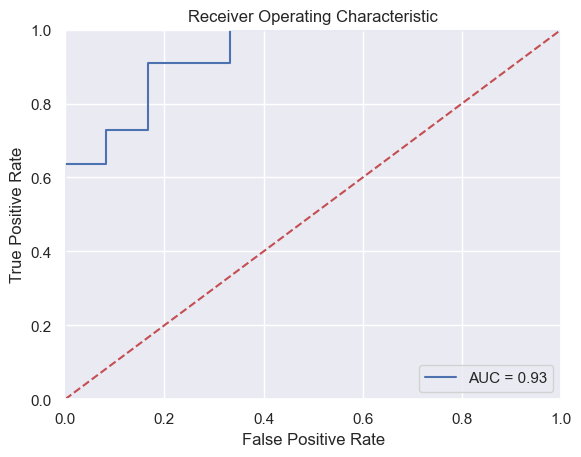 Receiver Operating Characteristic
1.0
0.8
0.6
0.4
0.2
0.0
True Positive Rate
AUC = 0.93
0.0 0.2 0.4 0.6 0.8 1.0
False Positive Rate